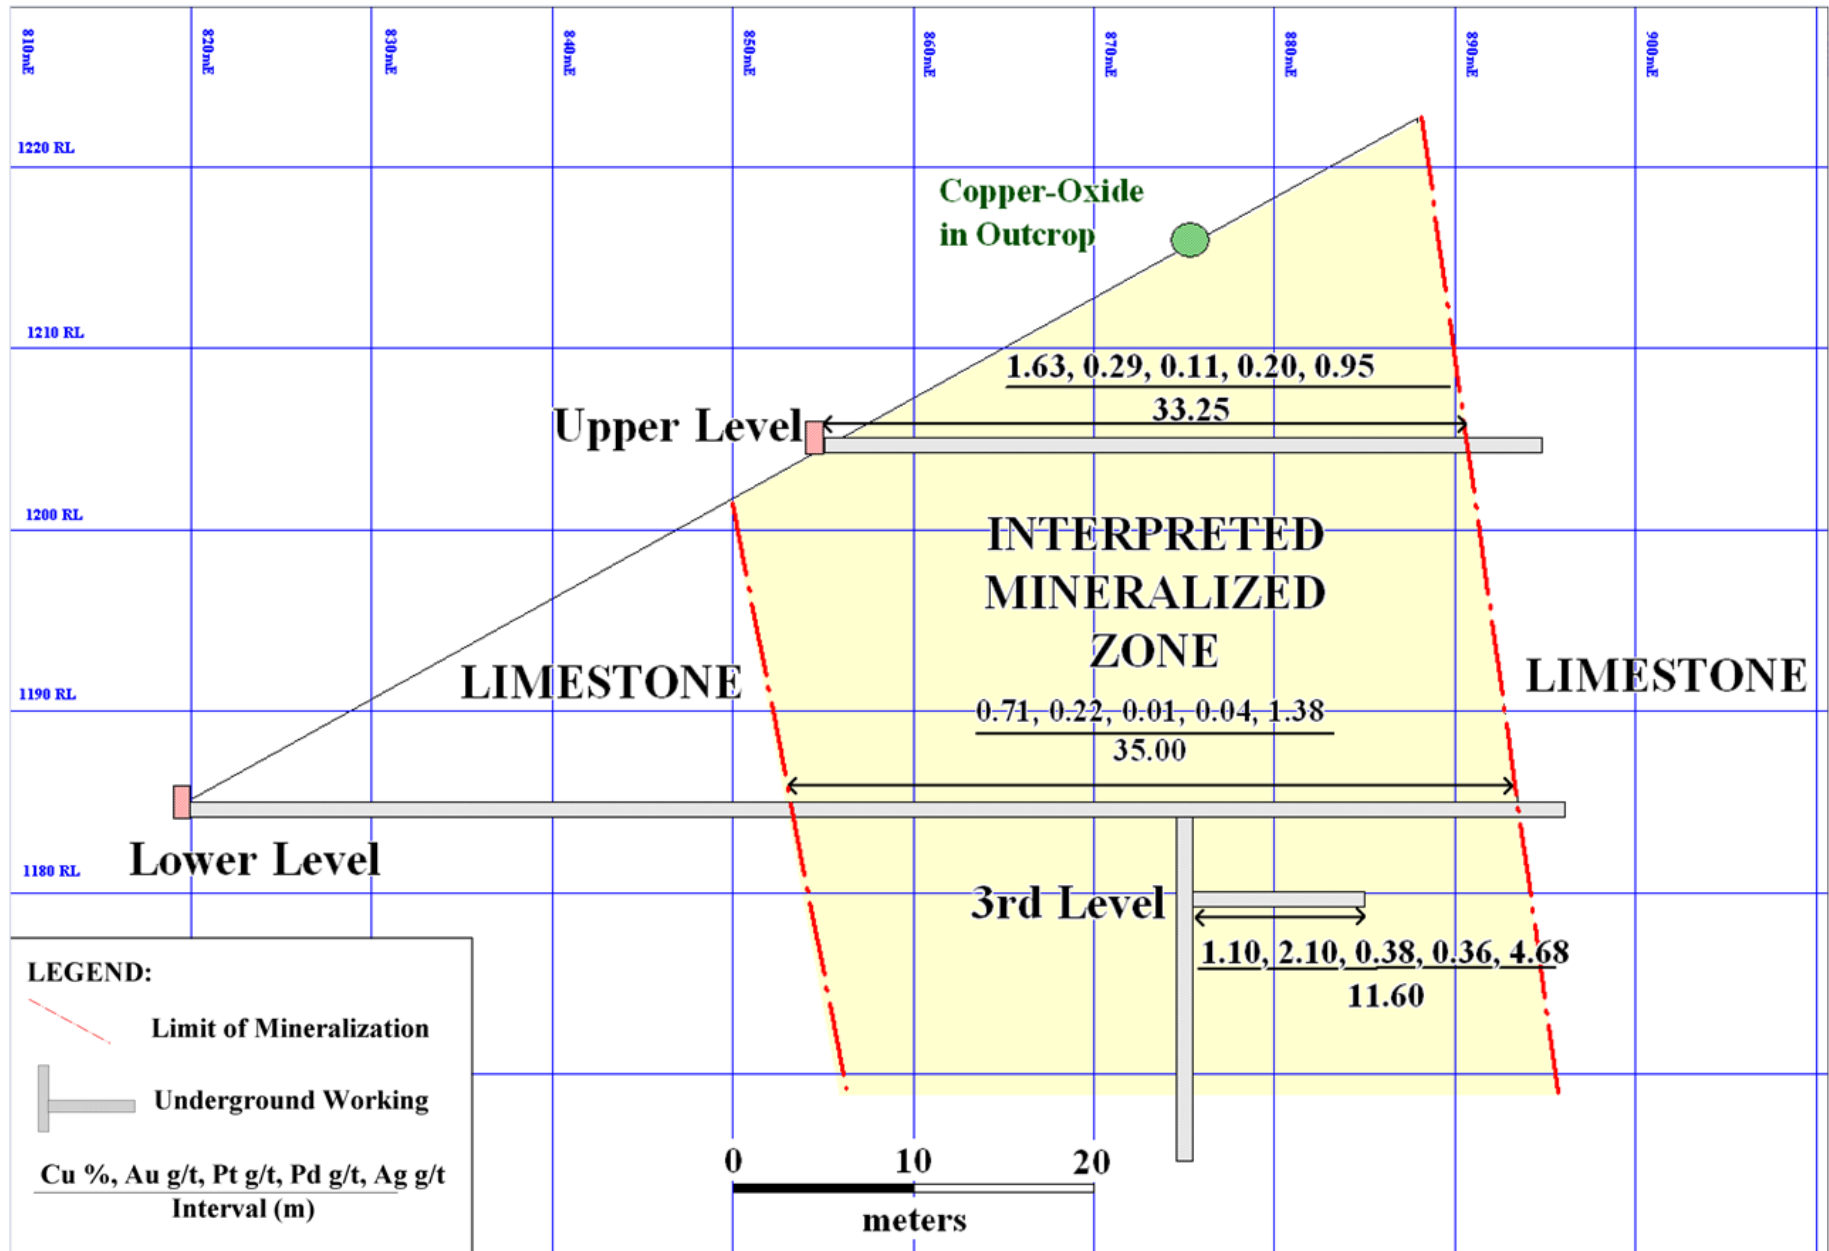 810mE
820mE
830mE
840mE
850mE
860mE
870mE
880mE
890mE
900mE
1220 RL
Copper-Oxide
in Outcrop
1210 RL
1.63, 0.29, 0.11, 0.20, 0.95
33.25
Upper Level
1200 RL
INTERPRETED
MINERALIZED
ZONE
LIMESTONE
LIMESTONE
1190 RL
0.71, 0.22, 0.01, 0.04, 1.38
35.00
Lower Level
1180 RL
3rd Level
1.10, 2.10, 0.38, 0.36, 4.68
11.60
LEGEND:
Limit of Mineralization
Underground Working
Cu %, Au g/t, Pt g/t, Pd g/t, Ag g/t
Interval (m)
0 10 20
meters